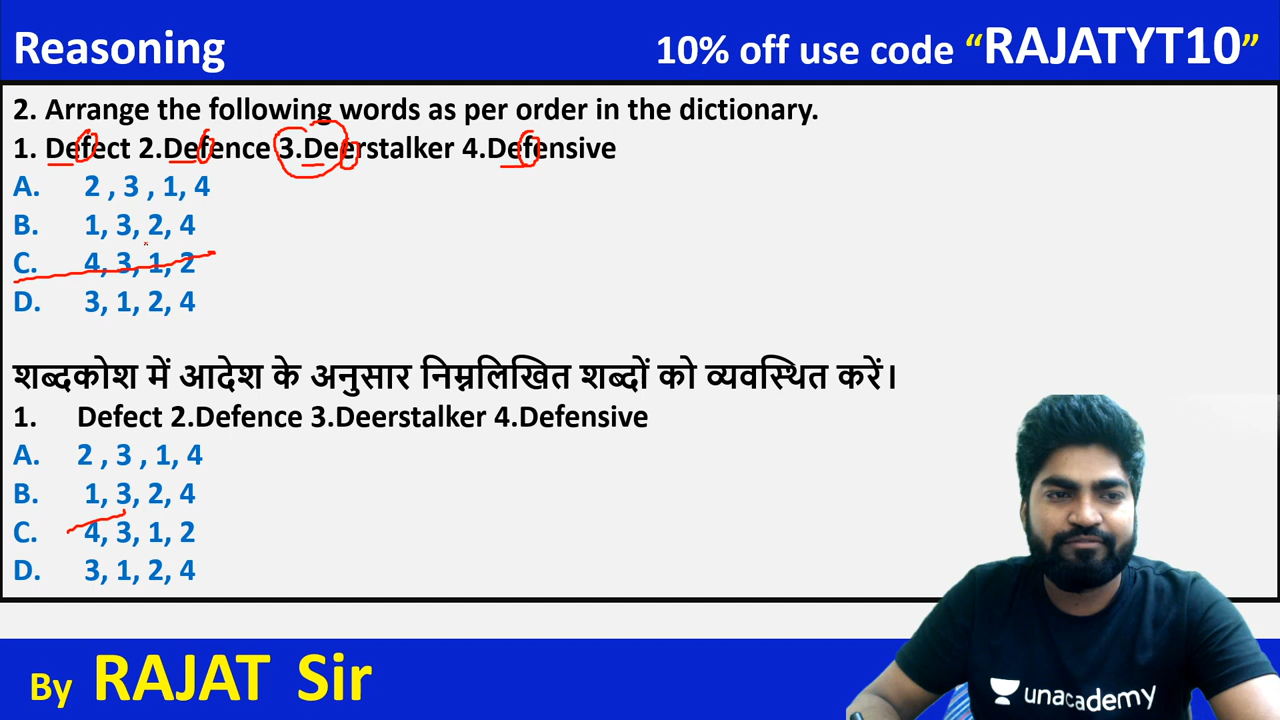 Reasoning
10% off use code “RAJATYT10”
2. Arrange the following words as per order in the dictionary.
1. Defect 2.Defence 3.Deerstalker 4.Defensive
A. 2 , 3 , 1, 4
B. 1, 3, 2, 4
C. 4, 3, 1, 2
D. 3, 1, 2, 4
शब्दकोश में आदेश के अनुसार निम्नलिखित शब्दों को व्यवस्थित करें।
1. Defect 2.Defence 3.Deerstalker 4.Defensive
A. 2 , 3 , 1, 4
B. 1, 3, 2, 4
C. 4, 3, 1, 2
D. 3, 1, 2, 4
By RAJAT Sir
unacademy